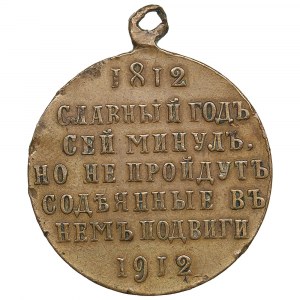 1812
СЛАВНЫЙ ГОДЪ
СЕЙ МИНУЛЪ,
НО НЕ ПРОЙДУТЪ
СОДѢЯННЫЕ ВЪ
НЕМЪ ПОДВИГИ
1912